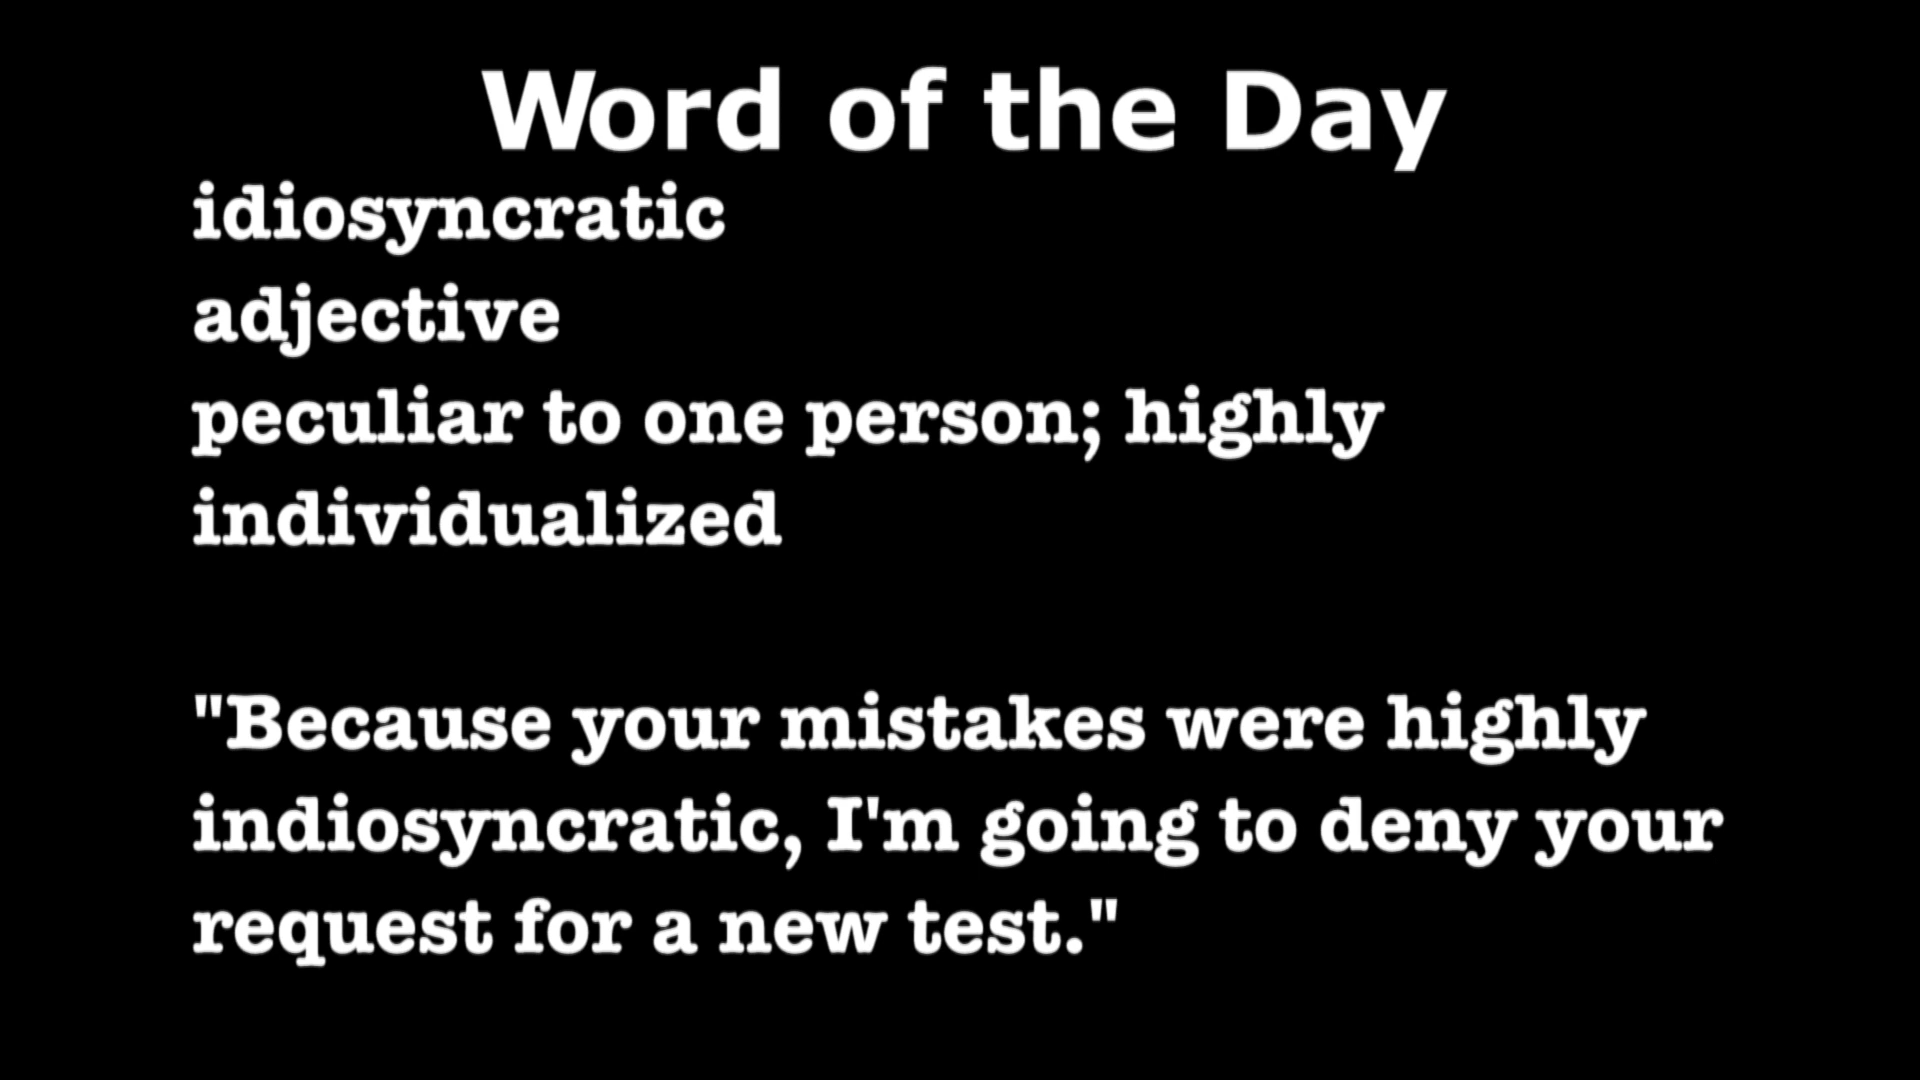 Word of the Day
idiosyncratic
adjective
peculiar to one person; highly
individualized
"Because your mistakes were highly
indiosyncratic, I'm going to deny your
request for a new test."